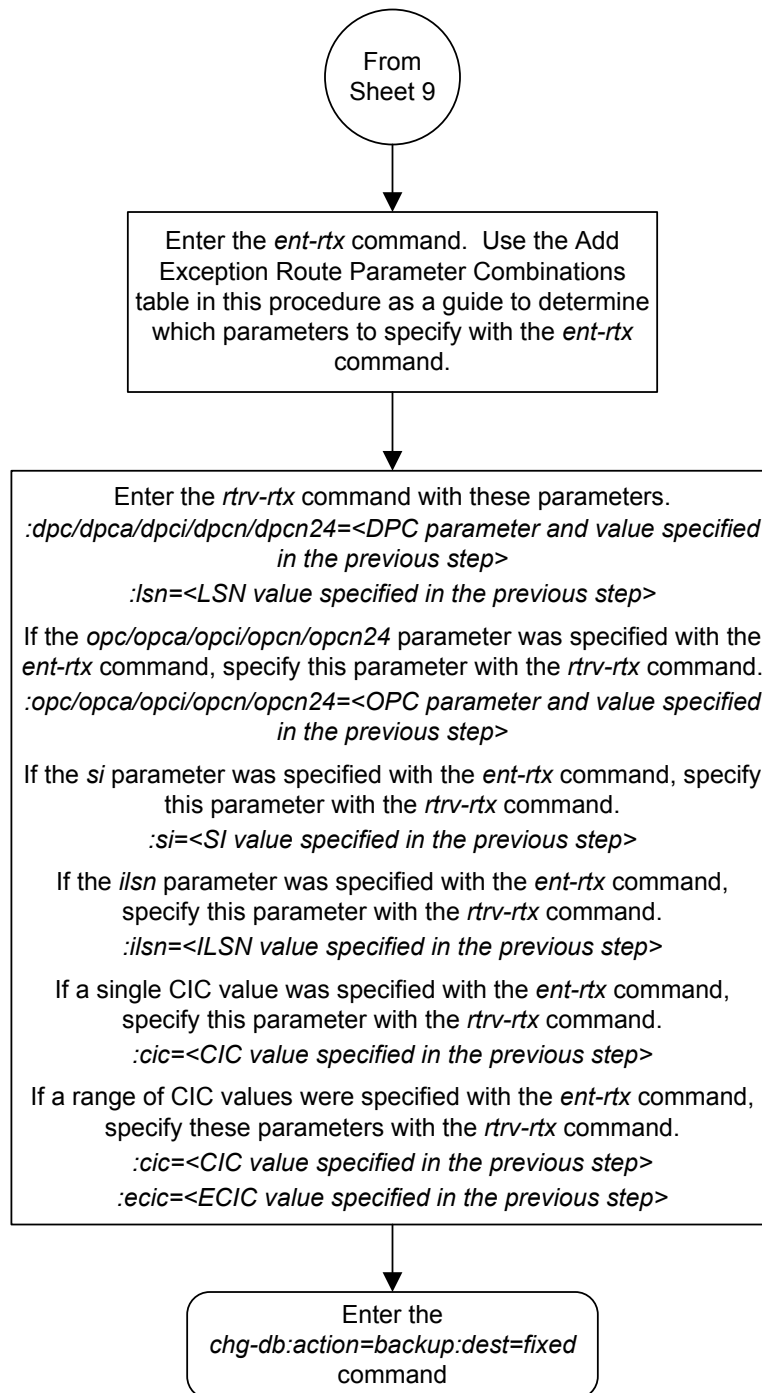 From
Sheet 9
Enter the ent-rtx command.  Use the Add
Exception Route Parameter Combinations
table in this procedure as a guide to determine
which parameters to specify with the ent-rtx
command.
Enter the rtrv-rtx command with these parameters.
:dpc/dpca/dpci/dpcn/dpcn24=<DPC parameter and value specified
in the previous step>
:lsn=<LSN value specified in the previous step>
If the opc/opca/opci/opcn/opcn24 parameter was specified with the
ent-rtx command, specify this parameter with the rtrv-rtx command.
:opc/opca/opci/opcn/opcn24=<OPC parameter and value specified
in the previous step>
If the si parameter was specified with the ent-rtx command, specify
this parameter with the rtrv-rtx command.
:si=<SI value specified in the previous step>
If the ilsn parameter was specified with the ent-rtx command,
specify this parameter with the rtrv-rtx command.
:ilsn=<ILSN value specified in the previous step>
If a single CIC value was specified with the ent-rtx command,
specify this parameter with the rtrv-rtx command.
:cic=<CIC value specified in the previous step>
If a range of CIC values were specified with the ent-rtx command,
specify these parameters with the rtrv-rtx command.
:cic=<CIC value specified in the previous step>
:ecic=<ECIC value specified in the previous step>
Enter the
chg-db:action=backup:dest=fixed
command